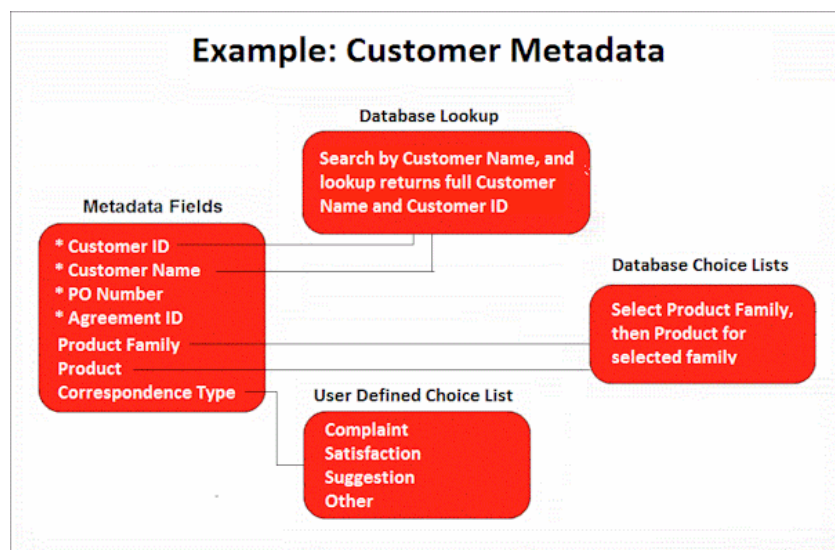 Example: Customer Metadata
Database Lookup
Search by Customer Name, and
lookup returns full Customer
Name and Customer ID
Metadata Fields
* Customer ID
* Customer Name
* PO Number
* Agreement ID
Product Family
Product
Correspondence Type
Database Choice Lists
Select Product Family,
then Product for
selected family
User Defined Choice List
Complaint
Satisfaction
Suggestion
Other